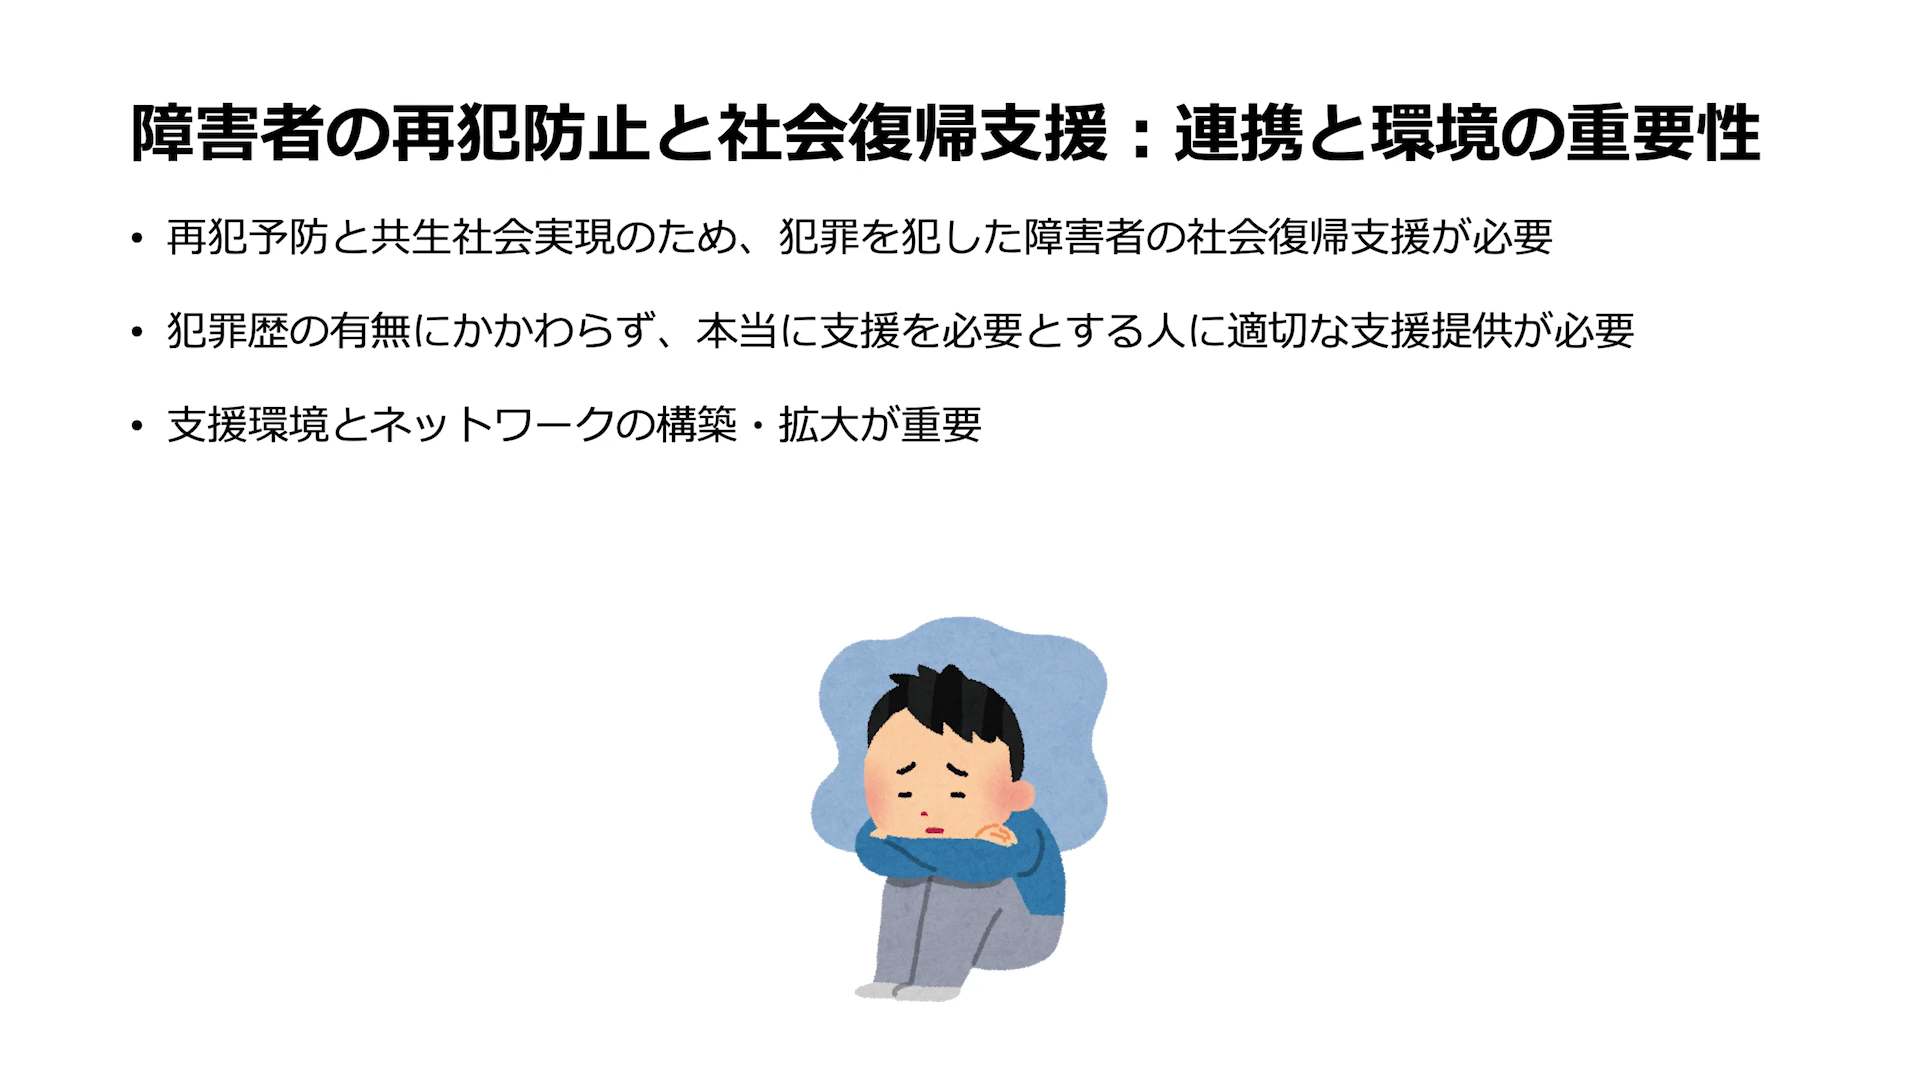 障害者の再犯防止と社会復帰支援：連携と環境の重要性
• 再犯予防と共生社会実現のため、犯罪を犯した障害者の社会復帰支援が必要
• 犯罪歴の有無にかかわらず、本当に支援を必要とする人に適切な支援提供が必要
• 支援環境とネットワークの構築・拡大が重要